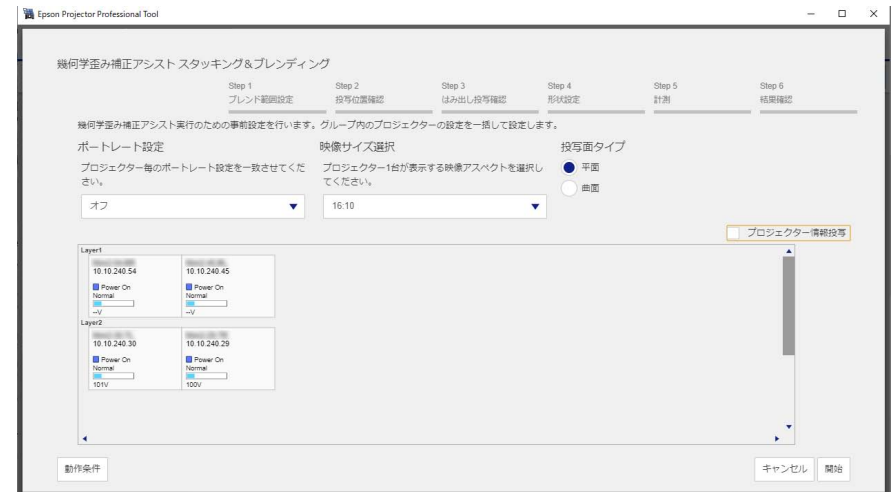 Epson Projector Professional Tool
幾何学歪み補正アシスト スタッキング&ブレンディング
Step 1
ブレンド範囲設定
Step 2
投写位置確認
Step 3
はみ出し投写確認
Step 4
形状設定
Step 5
計測
Step 6
結果確認
幾何学歪み補正アシスト実行のための事前設定を行います。グループ内のプロジェクターの設定を一括して設定します。
ポートレート設定
プロジェクター毎のポートレート設定を一致させてくだ
さい。
オフ
映像サイズ選択
プロジェクター1台が表示する映像アスペクトを選択し
てください。
16:10
投写面タイプ
平面
曲面
プロジェクター情報投写
Layer1
10.10.240.54
Power On
Normal
--V
10.10.240.45
Power On
Normal
--V
Layer2
10.10.240.30
Power On
Normal
101V
10.10.240.29
Power On
Normal
100V
動作条件
キャンセル
開始